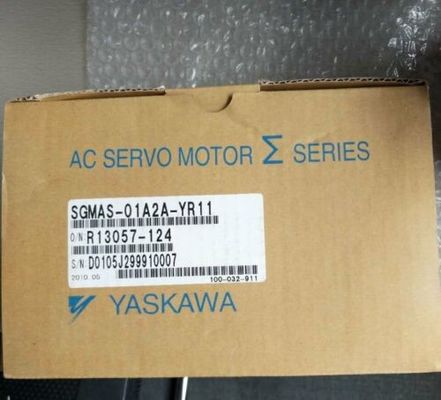 AC SERVO MOTOR Σ SERIES
SGMAS-01A2A-YR11
O/N R13057-124
S/N D0105J299910007
2010.05 100-032-911
YASKAWA